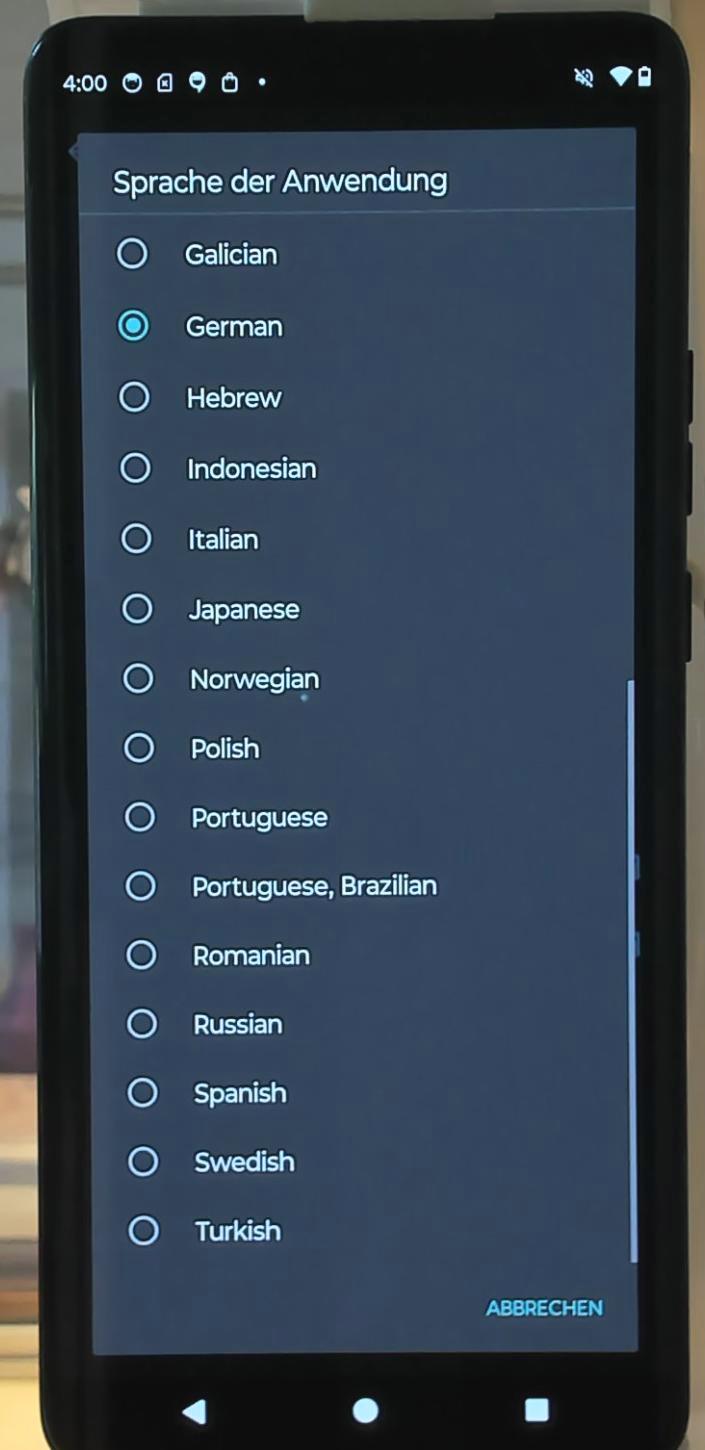 4:00
Sprache der Anwendung
Galician
German
Hebrew
Indonesian
Italian
Japanese
Norwegian
Polish
Portuguese
Portuguese, Brazilian
Romanian
Russian
Spanish
Swedish
Turkish
ABBRECHEN